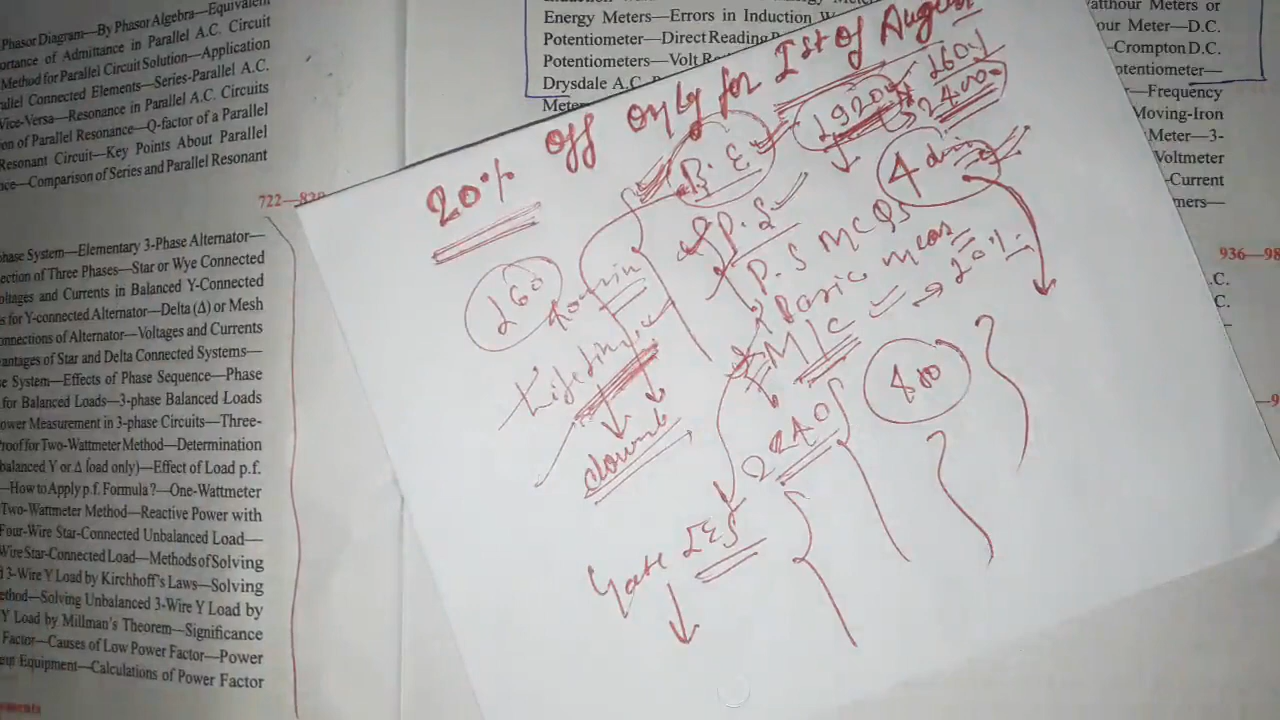 Phasor Diagram—By Phasor Algebra—Equivalent
ortance of Admittance in Parallel A.C. Circuit
Method for Parallel Circuit Solution—Application
allel Connected Elements—Series-Parallel A.C.
Vice-Versa—Resonance in Parallel A.C. Circuits
on of Parallel Resonance—Q-factor of a Parallel
Resonant Circuit—Key Points About Parallel
ce—Comparison of Series and Parallel Resonant
722—
hase System—Elementary 3-Phase Alternator—
ection of Three Phases—Star or Wye Connected
oltages and Currents in Balanced Y-Connected
s for Y-connected Alternator—Delta (Δ) or Mesh
onnections of Alternator—Voltages and Currents
antages of Star and Delta Connected Systems—
e System—Effects of Phase Sequence—Phase
for Balanced Loads—3-phase Balanced Loads
ower Measurement in 3-phase Circuits—Three-
Proof for Two-Wattmeter Method—Determination
balanced Y or Δ load only)—Effect of Load p.f.
—How to Apply p.f. Formula?—One-Wattmeter
Two-Wattmeter Method—Reactive Power with
Four-Wire Star-Connected Unbalanced Load—
Wire Star-Connected Load—Methods of Solving
d 3-Wire Y Load by Kirchhoff's Laws—Solving
ethod—Solving Unbalanced 3-Wire Y Load by
Y Load by Millman's Theorem—Significance
Factor—Causes of Low Power Factor—Power
ent Equipment—Calculations of Power Factor
Energy Meters—Errors in Induction W
Potentiometer—Direct Reading P
Potentiometers—Volt R
Drysdale A.C. P
Mete
atthour Meters or
our Meter—D.C.
—Crompton D.C.
otentiometer—
r—Frequency
Moving-Iron
Meter—3-
Voltmeter
-Current
mers—
936—98
.C.
C.
20% off only for 1st of August
B.E 1920 2400
4 dim
P.S
P.S MCQS
Basic meas
M/C → 20%
160
Lifetime
2240
480
Gate IES